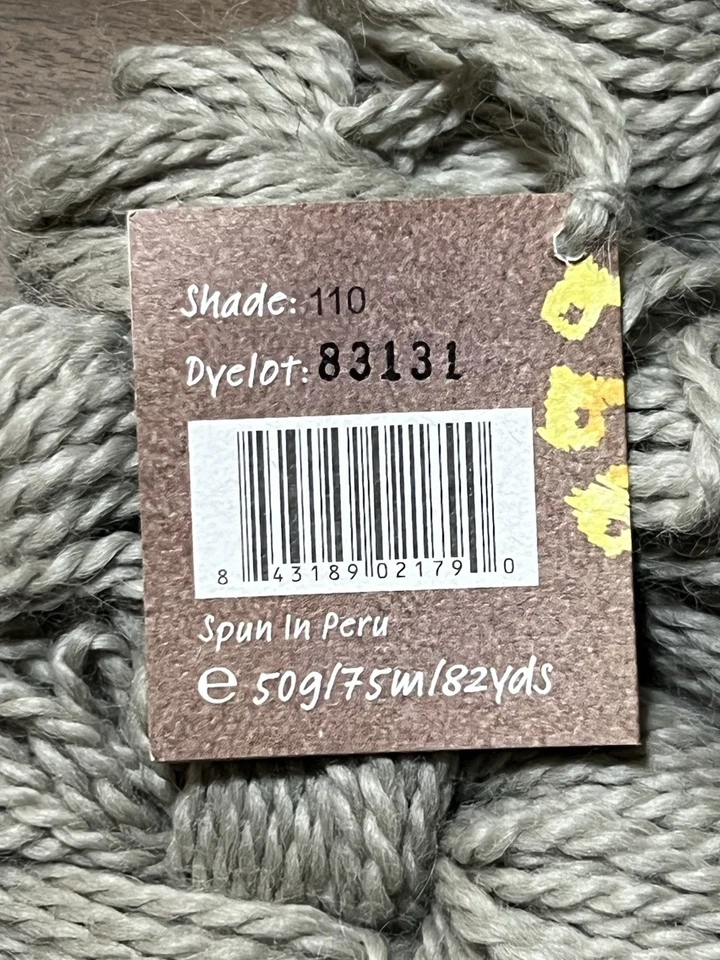 Shade: 110
Dyelot: 83131
8 43189 02179 0
Spun In Peru
℮ 50g/75m/82yds